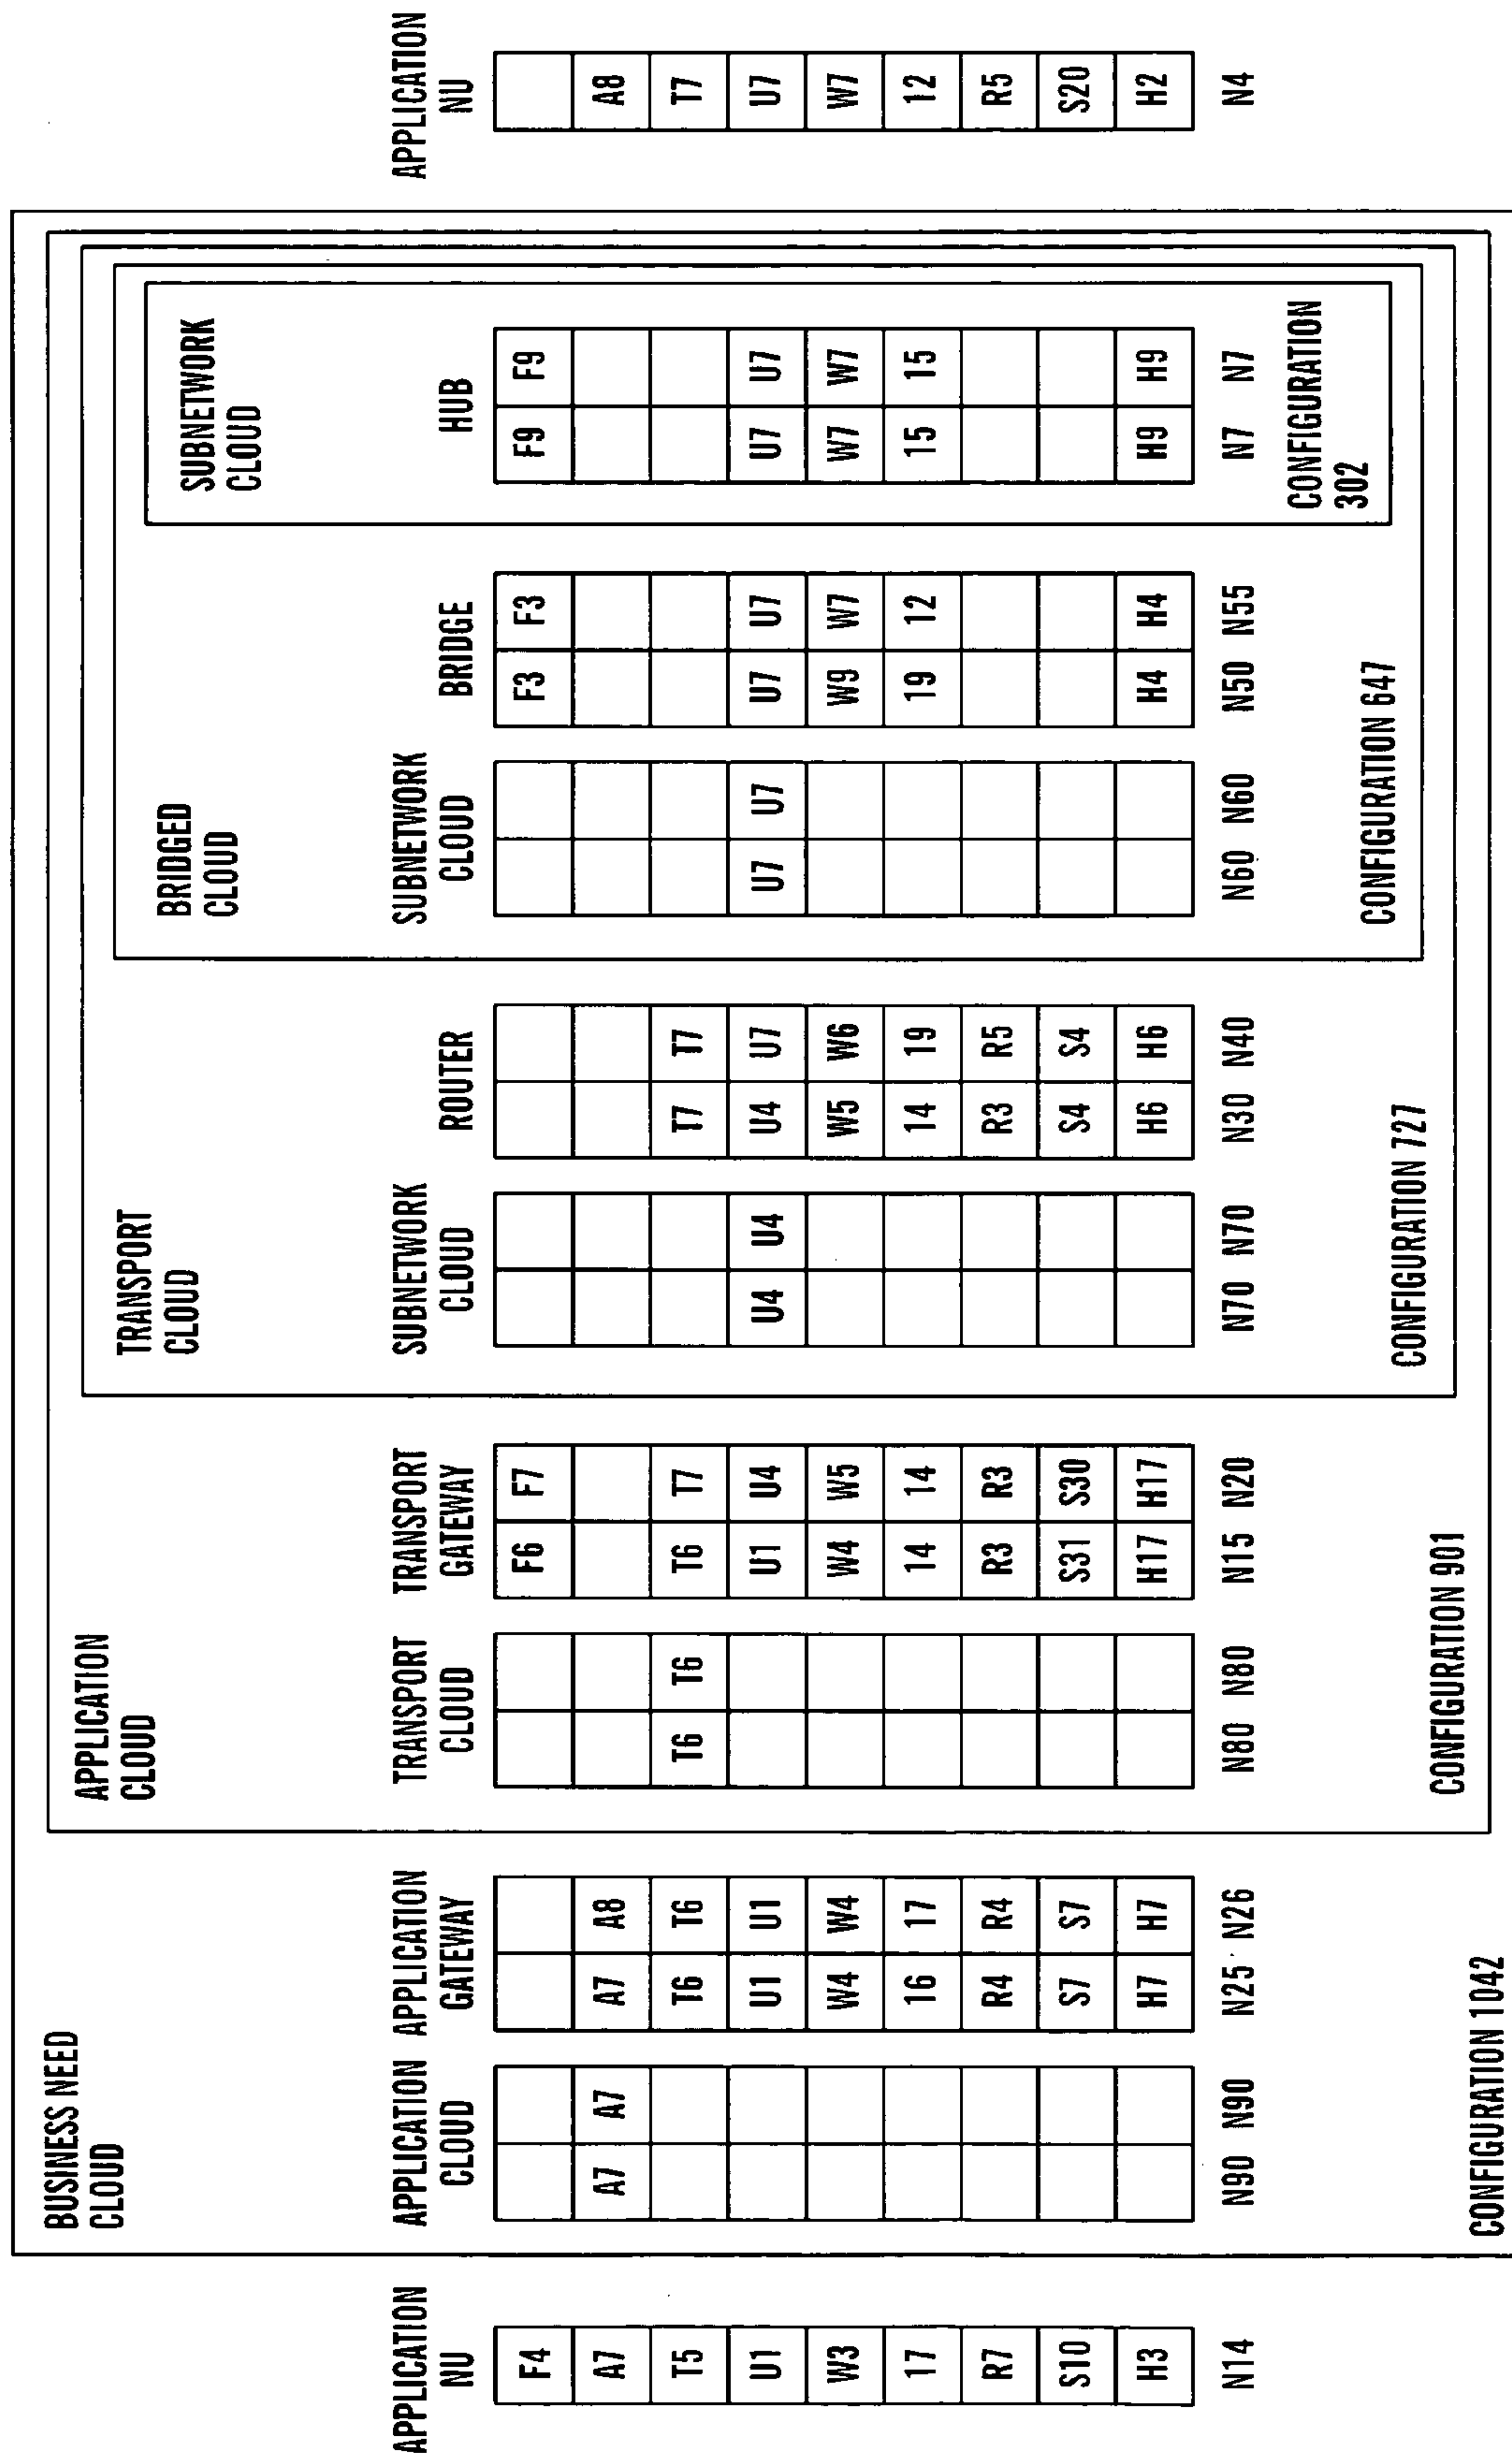 BUSINESS NEED
CLOUD
APPLICATION
CLOUD
TRANSPORT
CLOUD
BRIDGED
CLOUD
SUBNETWORK
CLOUD
APPLICATION APPLICATION APPLICATION TRANSPORT TRANSPORT SUBNETWORK SUBNETWORK APPLICATION
NU CLOUD GATEWAY CLOUD GATEWAY CLOUD ROUTER CLOUD BRIDGE HUB NU
F4 F6 F7 F3 F3 F9 F9
A7 A7 A7 A7 A8 A8
T5 T6 T6 T6 T6 T6 T7 T7 T7 T7
U1 U1 U1 U1 U4 U4 U4 U4 U7 U7 U7 U7 U7 U7 U7 U7
W3 W4 W4 W4 W5 W5 W6 W9 W7 W7 W7 W7
17 16 17 14 14 14 19 19 12 15 15 12
R7 R4 R4 R3 R3 R3 R5 R5
S10 S7 S7 S31 S30 S4 S4 S20
H3 H7 H7 H17 H17 H6 H6 H4 H4 H9 H9 H2
N14 N90 N90 N25 N26 N80 N80 N15 N20 N70 N70 N30 N40 N60 N60 N50 N55 N7 N7 N4
CONFIGURATION
302
CONFIGURATION 647
CONFIGURATION 727
CONFIGURATION 901
CONFIGURATION 1042